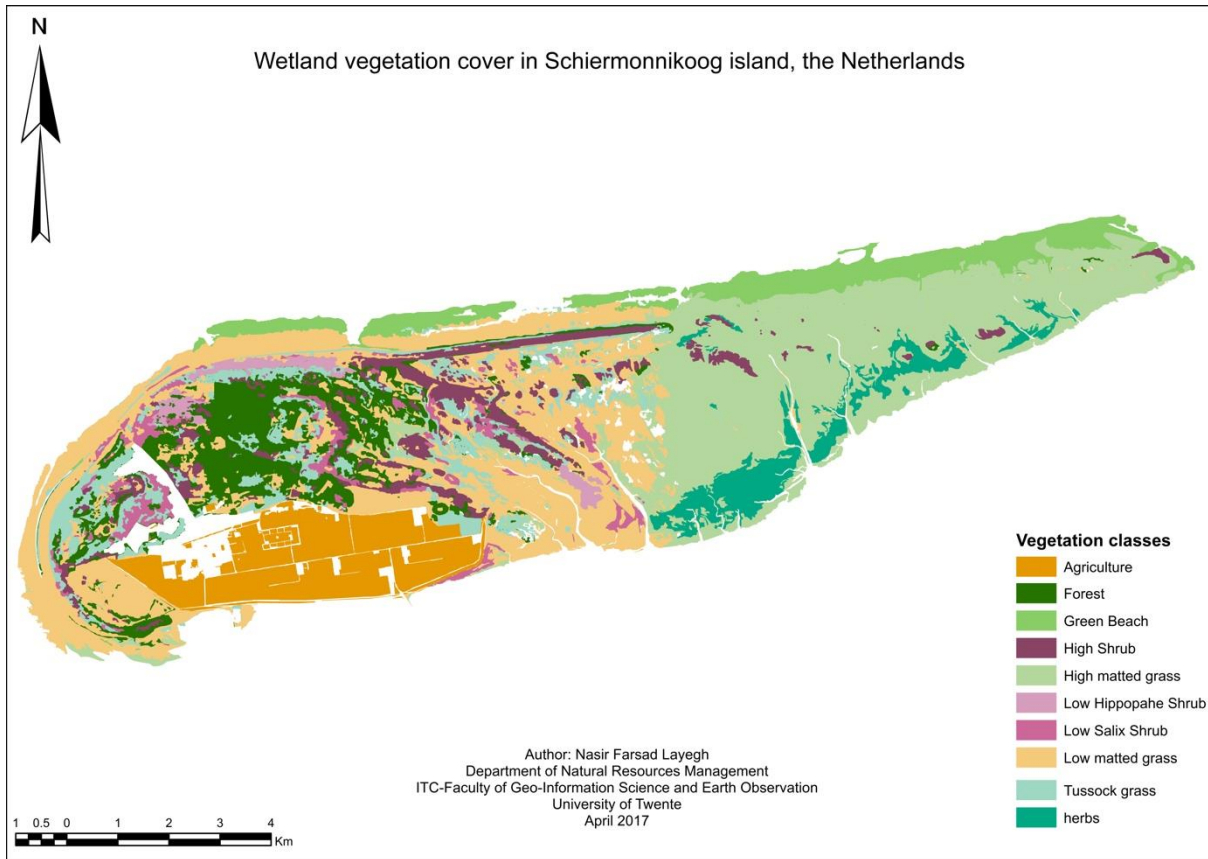 N
Wetland vegetation cover in Schiermonnikoog island, the Netherlands
Vegetation classes
Agriculture
Forest
Green Beach
High Shrub
High matted grass
Low Hippopahe Shrub
Low Salix Shrub
Low matted grass
Tussock grass
herbs
Author: Nasir Farsad Layegh
Department of Natural Resources Management
ITC-Faculty of Geo-Information Science and Earth Observation
University of Twente
April 2017
1 0.5 0 1 2 3 4
Km